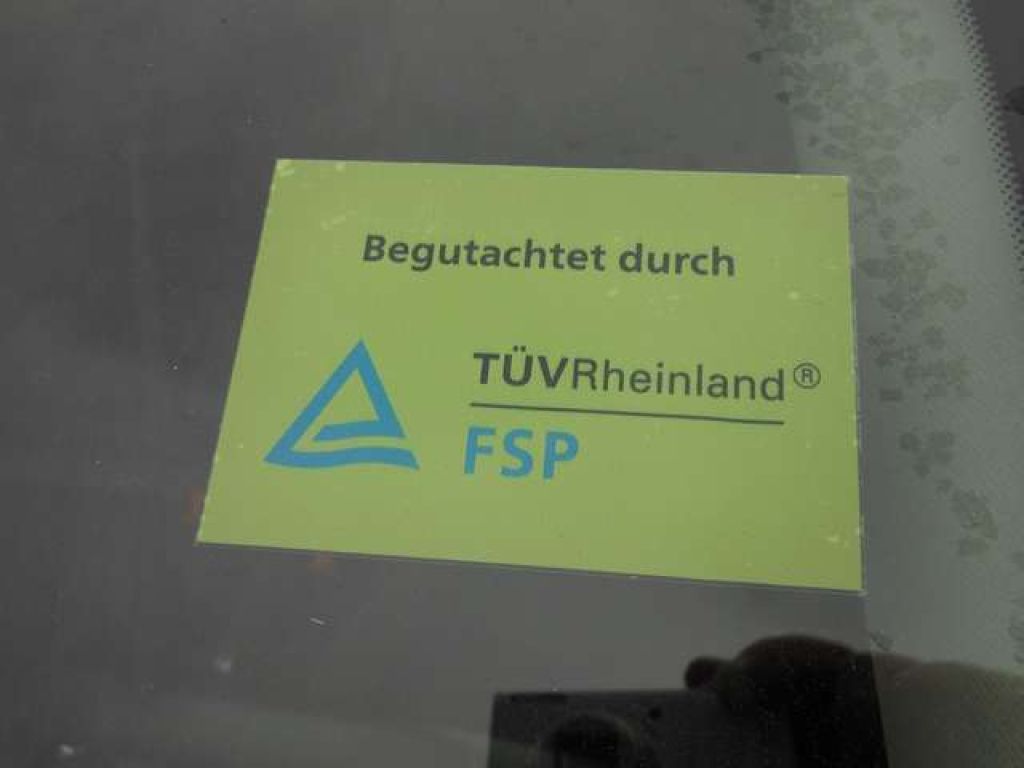 Begutachtet durch
TÜVRheinland®
FSP